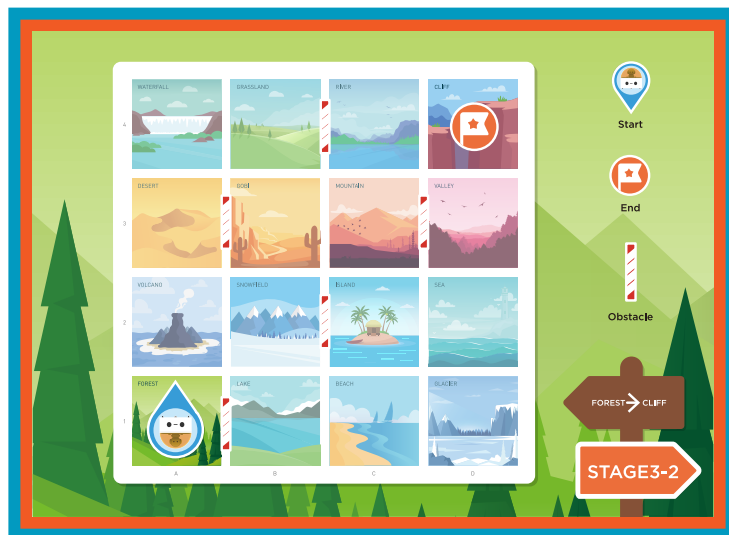 WATERFALL
GRASSLAND
RIVER
CLIFF
4
DESERT
GOBI
MOUNTAIN
VALLEY
3
VOLCANO
SNOWFIELD
ISLAND
SEA
2
FOREST
LAKE
BEACH
GLACIER
1
A
B
C
D
Start
End
Obstacle
FOREST→CLIFF
STAGE3-2